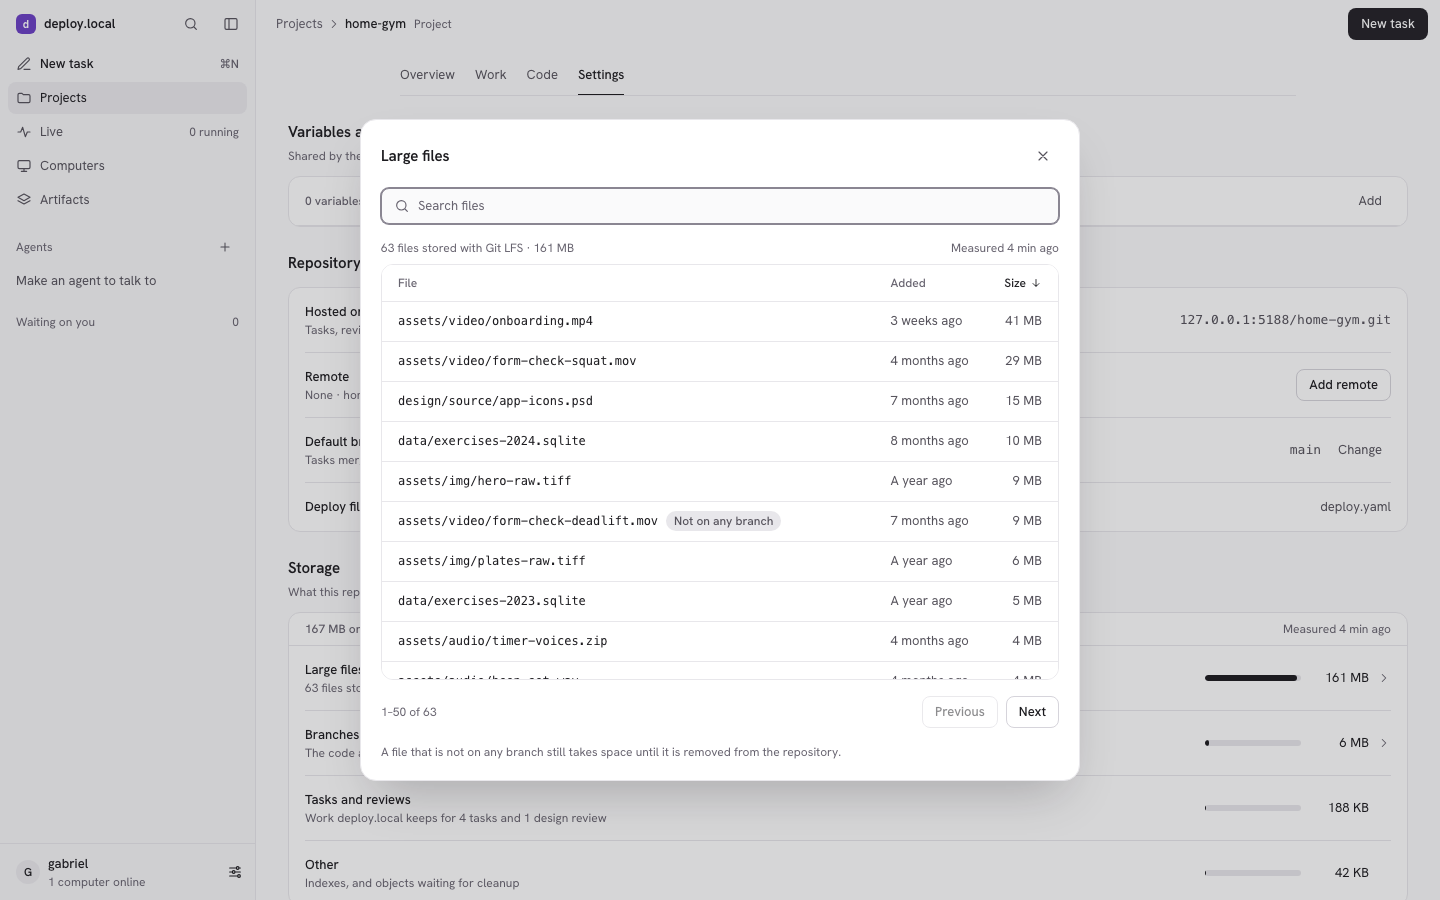 deploy.local
Projects > home-gym Project
New task
New task ⌘N
Projects
Live 0 running
Computers
Artifacts
Agents
Make an agent to talk to
Waiting on you 0
gabriel
1 computer online
Overview Work Code Settings
Variables
Shared by the
0 variables
Add
Repository
Hosted on
Tasks,
127.0.0.1:5188/home-gym.git
Remote
None ·
Add remote
Default
Tasks
main Change
Deploy
deploy.yaml
Storage
What this
167 MB
Measured 4 min ago
Large files
63 files
161 MB
Branches
The code
6 MB
Tasks and reviews
Work deploy.local keeps for 4 tasks and 1 design review
188 KB
Other
Indexes, and objects waiting for cleanup
42 KB
Large files
Search files
63 files stored with Git LFS · 161 MB
Measured 4 min ago
File Added Size ↓
assets/video/onboarding.mp4 3 weeks ago 41 MB
assets/video/form-check-squat.mov 4 months ago 29 MB
design/source/app-icons.psd 7 months ago 15 MB
data/exercises-2024.sqlite 8 months ago 10 MB
assets/img/hero-raw.tiff A year ago 9 MB
assets/video/form-check-deadlift.mov Not on any branch 7 months ago 9 MB
assets/img/plates-raw.tiff A year ago 6 MB
data/exercises-2023.sqlite A year ago 5 MB
assets/audio/timer-voices.zip 4 months ago 4 MB
1–50 of 63
Previous Next
A file that is not on any branch still takes space until it is removed from the repository.